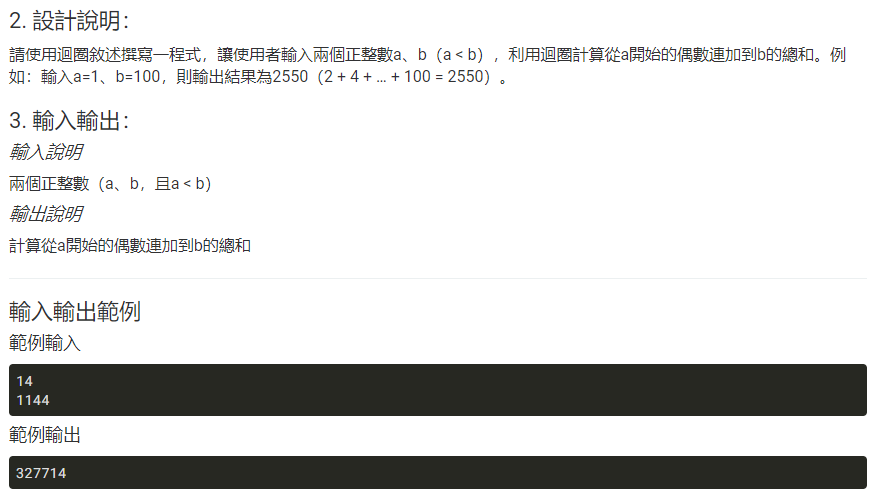 2. 設計說明：
請使用迴圈敘述撰寫一程式，讓使用者輸入兩個正整數a、b（a < b），利用迴圈計算從a開始的偶數連加到b的總和。例
如：輸入a=1、b=100，則輸出結果為2550（2 + 4 + … + 100 = 2550）。
3. 輸入輸出：
輸入說明
兩個正整數（a、b，且a < b）
輸出說明
計算從a開始的偶數連加到b的總和
輸入輸出範例
範例輸入
14
1144
範例輸出
327714